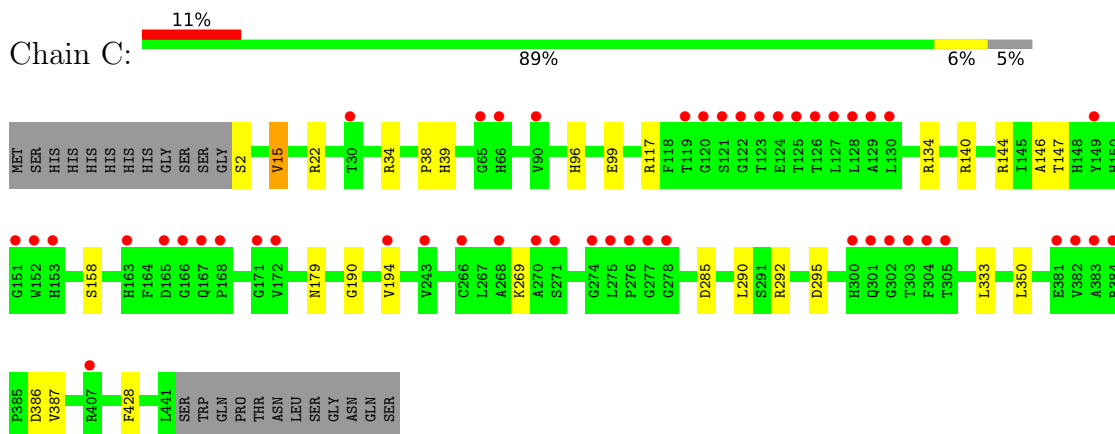 11%
Chain C:
89% 6% 5%
MET SER HIS HIS HIS HIS HIS HIS GLY SER SER GLY S2 V15 R22 T30 R34 P38 H39 G65 H66 V90 H96 E99 R117 F118 T119 G120 S121 G122 T123 E124 T125 T126 L127 L128 A129 L130 R134 R140 R144 I145 A146 T147 H148 Y149 H150
G151 W152 H153 S158 H163 F164 D165 G166 Q167 P168 G171 V172 N179 G190 V194 V243 C266 L267 A268 K269 A270 S271 G274 L275 P276 G277 G278 D285 L290 S291 R292 D295 H300 Q301 G302 T303 F304 T305 L333 L350 E381 V382 A383
P385 D386 V387 R407 F428 L441 SER TRP GLN PRO THR ASN LEU SER GLY ASN GLN SER